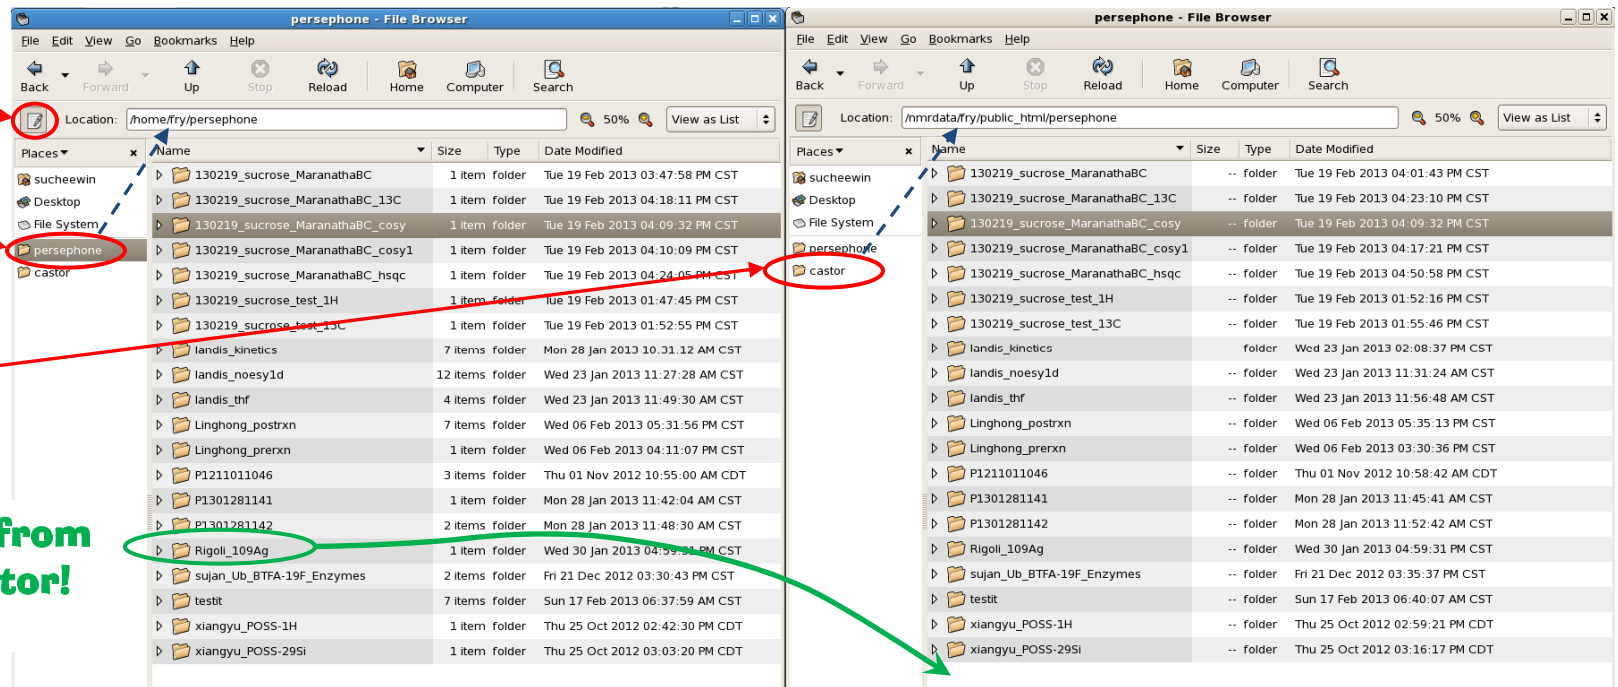 persephone - File Browser
File Edit View Go Bookmarks Help
Back Forward Up Stop Reload Home Computer Search
Location: /home/fry/persephone 50% View as List
Places Name Size Type Date Modified
sucheewin
Desktop
File System
persephone
castor
130219_sucrose_MaranathaBC 1 item folder Tue 19 Feb 2013 03:47:58 PM CST
130219_sucrose_MaranathaBC_13C 1 item folder Tue 19 Feb 2013 04:18:11 PM CST
130219_sucrose_MaranathaBC_cosy 1 item folder Tue 19 Feb 2013 04:09:32 PM CST
130219_sucrose_MaranathaBC_cosy1 1 item folder Tue 19 Feb 2013 04:10:09 PM CST
130219_sucrose_MaranathaBC_hsqc 1 item folder Tue 19 Feb 2013 04:24:05 PM CST
130219_sucrose_test_1H 1 item folder Tue 19 Feb 2013 01:47:45 PM CST
130219_sucrose_test_13C 1 item folder Tue 19 Feb 2013 01:52:55 PM CST
landis_kinetics 7 items folder Mon 28 Jan 2013 10:31:12 AM CST
landis_noesy1d 12 items folder Wed 23 Jan 2013 11:27:28 AM CST
landis_thf 4 items folder Wed 23 Jan 2013 11:49:30 AM CST
Linghong_postrxn 7 items folder Wed 06 Feb 2013 05:31:56 PM CST
Linghong_prerxn 1 item folder Wed 06 Feb 2013 04:11:07 PM CST
P1211011046 3 items folder Thu 01 Nov 2012 10:55:00 AM CDT
P1301281141 1 item folder Mon 28 Jan 2013 11:42:04 AM CST
P1301281142 2 items folder Mon 28 Jan 2013 11:48:30 AM CST
Rigoli_109Ag 1 item folder Wed 30 Jan 2013 04:59:31 PM CST
sujan_Ub_BTFA-19F_Enzymes 2 items folder Fri 21 Dec 2012 03:30:43 PM CST
testit 7 items folder Sun 17 Feb 2013 06:37:59 AM CST
xiangyu_POSS-1H 1 item folder Thu 25 Oct 2012 02:42:30 PM CDT
xiangyu_POSS-29Si 1 item folder Thu 25 Oct 2012 03:03:20 PM CDT
from
tor!
persephone - File Browser
File Edit View Go Bookmarks Help
Back Forward Up Stop Reload Home Computer Search
Location: /nmrdata/fry/public_html/persephone 50% View as List
Places Name Size Type Date Modified
sucheewin
Desktop
File System
persephone
castor
130219_sucrose_MaranathaBC -- folder Tue 19 Feb 2013 04:01:43 PM CST
130219_sucrose_MaranathaBC_13C -- folder Tue 19 Feb 2013 04:23:10 PM CST
130219_sucrose_MaranathaBC_cosy -- folder Tue 19 Feb 2013 04:09:32 PM CST
130219_sucrose_MaranathaBC_cosy1 -- folder Tue 19 Feb 2013 04:17:21 PM CST
130219_sucrose_MaranathaBC_hsqc -- folder Tue 19 Feb 2013 04:50:58 PM CST
130219_sucrose_test_1H -- folder Tue 19 Feb 2013 01:52:16 PM CST
130219_sucrose_test_13C -- folder Tue 19 Feb 2013 01:55:46 PM CST
landis_kinetics folder Wed 23 Jan 2013 02:08:37 PM CST
landis_noesy1d -- folder Wed 23 Jan 2013 11:31:24 AM CST
landis_thf -- folder Wed 23 Jan 2013 11:56:48 AM CST
Linghong_postrxn -- folder Wed 06 Feb 2013 05:35:13 PM CST
Linghong_prerxn -- folder Wed 06 Feb 2013 03:30:36 PM CST
P1211011046 -- folder Thu 01 Nov 2012 10:58:42 AM CDT
P1301281141 -- folder Mon 28 Jan 2013 11:45:41 AM CST
P1301281142 -- folder Mon 28 Jan 2013 11:52:42 AM CST
Rigoli_109Ag -- folder Wed 30 Jan 2013 04:59:31 PM CST
sujan_Ub_BTFA-19F_Enzymes -- folder Fri 21 Dec 2012 03:35:37 PM CST
testit -- folder Sun 17 Feb 2013 06:40:07 AM CST
xiangyu_POSS-1H -- folder Thu 25 Oct 2012 02:59:21 PM CDT
xiangyu_POSS-29Si -- folder Thu 25 Oct 2012 03:16:17 PM CDT